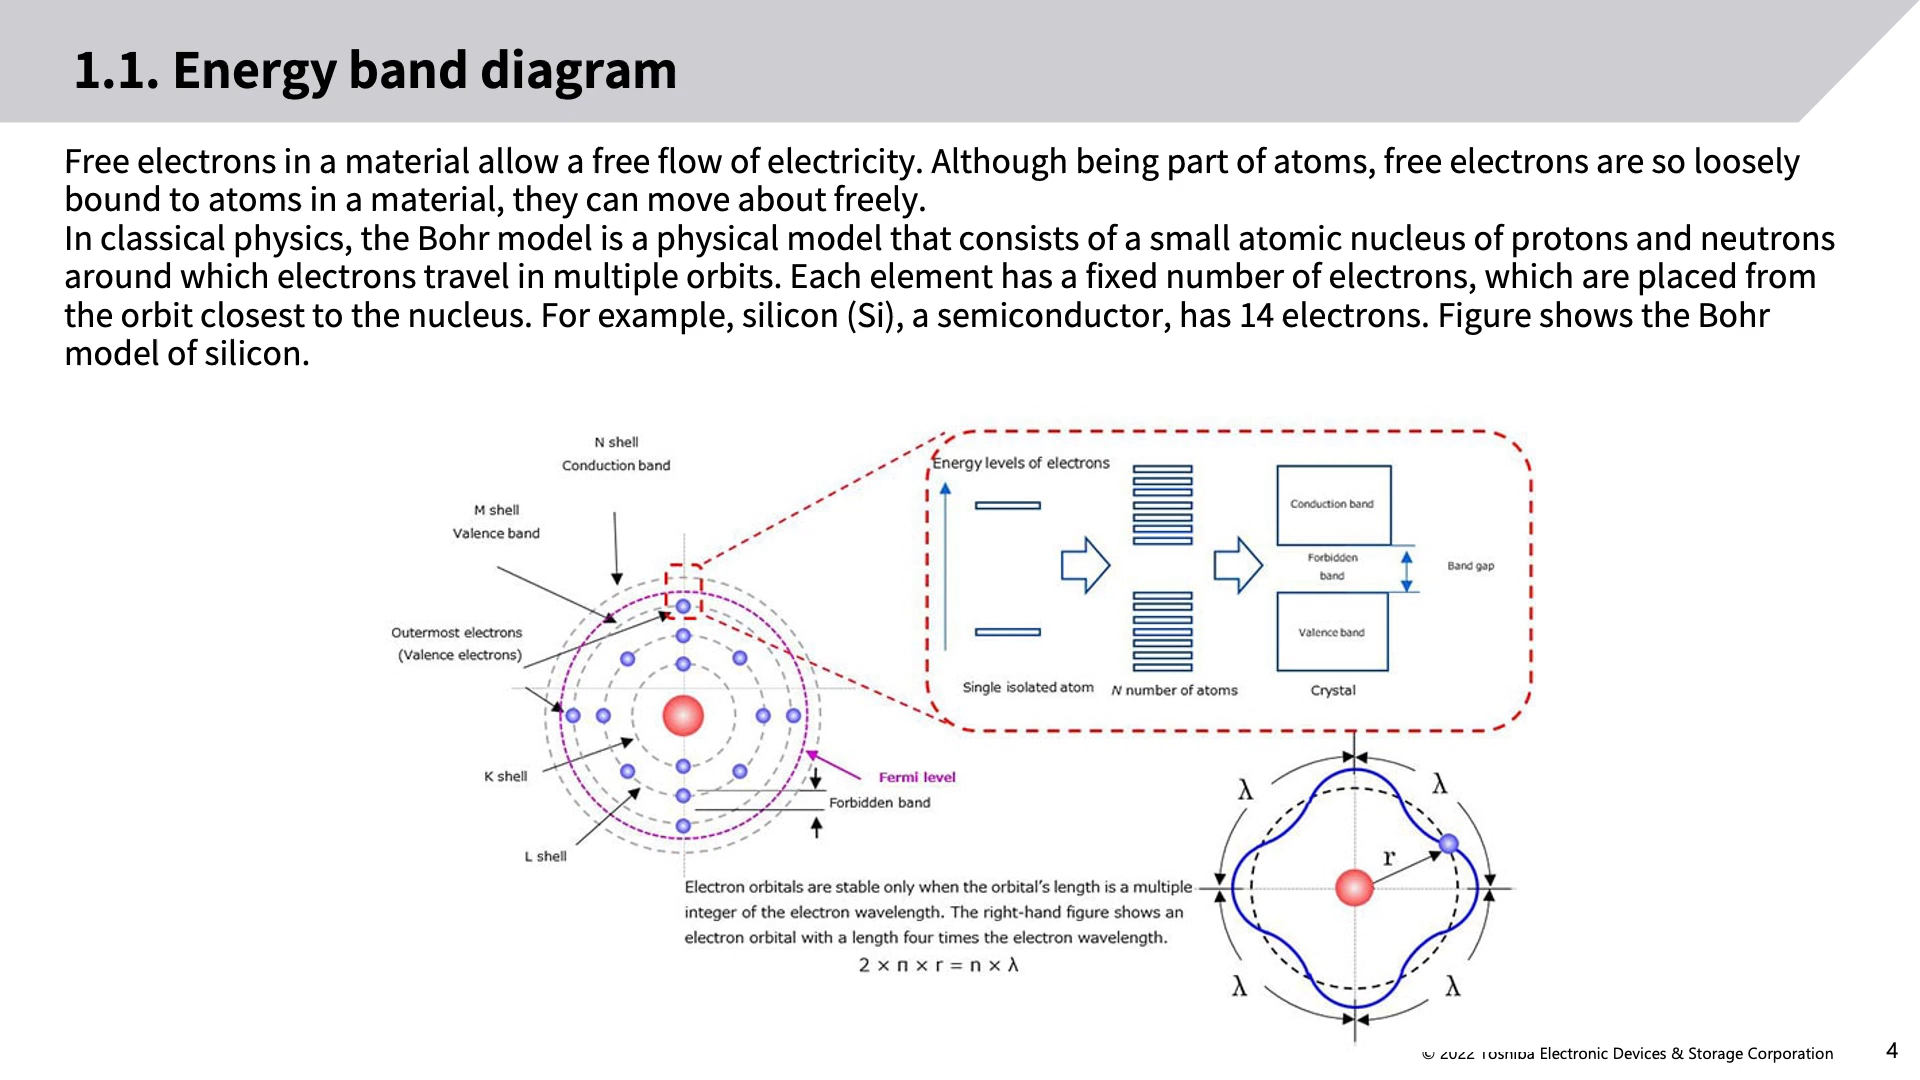 1.1. Energy band diagram
Free electrons in a material allow a free flow of electricity. Although being part of atoms, free electrons are so loosely
bound to atoms in a material, they can move about freely.
In classical physics, the Bohr model is a physical model that consists of a small atomic nucleus of protons and neutrons
around which electrons travel in multiple orbits. Each element has a fixed number of electrons, which are placed from
the orbit closest to the nucleus. For example, silicon (Si), a semiconductor, has 14 electrons. Figure shows the Bohr
model of silicon.
N shell
Conduction band
M shell
Valence band
Outermost electrons
(Valence electrons)
K shell
L shell
Fermi level
Forbidden band
Energy levels of electrons
Conduction band
Forbidden
band
Band gap
Valence band
Single isolated atom
N number of atoms
Crystal
Electron orbitals are stable only when the orbital's length is a multiple
integer of the electron wavelength. The right-hand figure shows an
electron orbital with a length four times the electron wavelength.
2 × π × r = n × λ
λ
λ
r
λ
λ
© 2022 Toshiba Electronic Devices & Storage Corporation
4